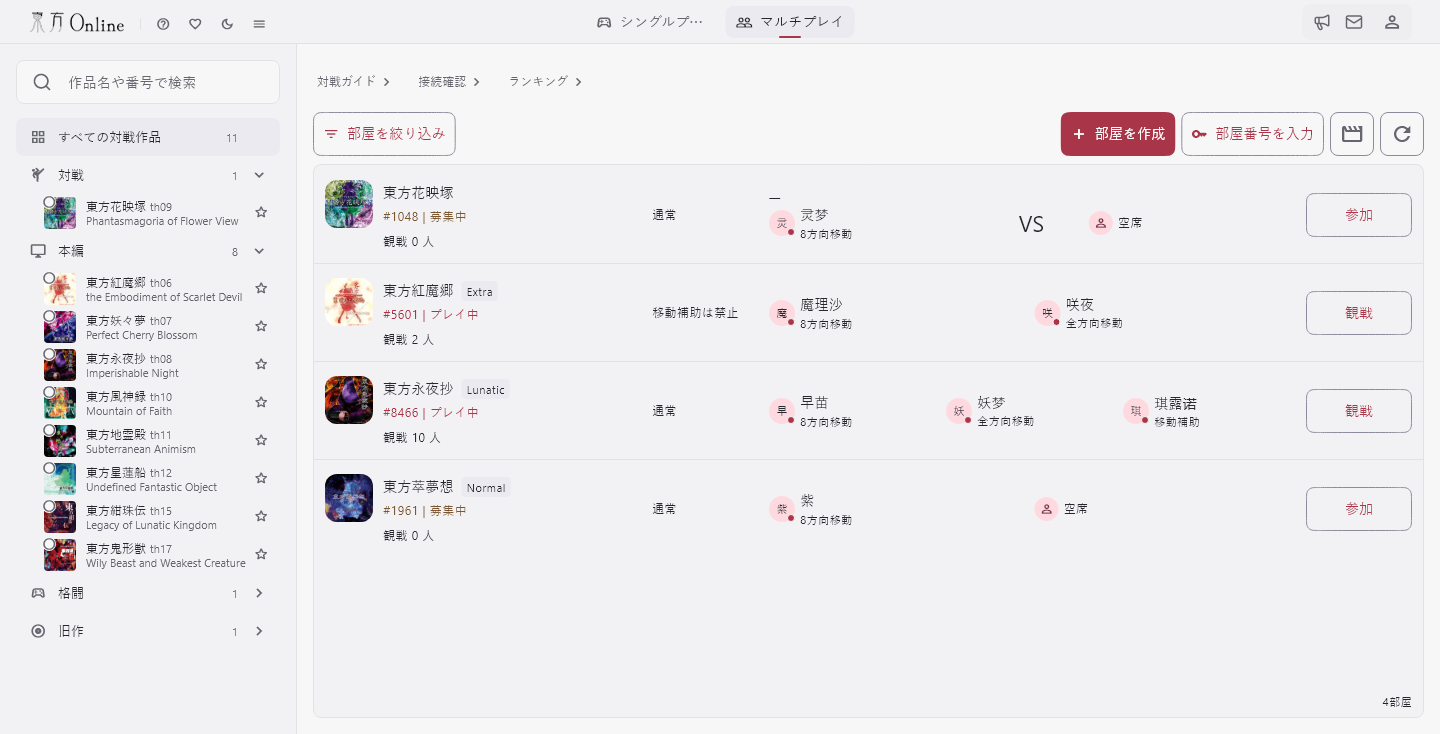 東方 Online
シングルプ…
マルチプレイ
作品名や番号で検索
すべての対戦作品 11
対戦 1
東方花映塚 th09
Phantasmagoria of Flower View
本編 8
東方紅魔郷 th06
the Embodiment of Scarlet Devil
東方妖々夢 th07
Perfect Cherry Blossom
東方永夜抄 th08
Imperishable Night
東方風神録 th10
Mountain of Faith
東方地霊殿 th11
Subterranean Animism
東方星蓮船 th12
Undefined Fantastic Object
東方紺珠伝 th15
Legacy of Lunatic Kingdom
東方鬼形獣 th17
Wily Beast and Weakest Creature
格闘 1
旧作 1
対戦ガイド
接続確認
ランキング
部屋を絞り込み
部屋を作成
部屋番号を入力
東方花映塚
#1048 | 募集中
観戦 0 人
通常
—
灵
灵梦
8方向移動
VS
空席
参加
東方紅魔郷 Extra
#5601 | プレイ中
観戦 2 人
移動補助は禁止
魔
魔理沙
8方向移動
咲
咲夜
全方向移動
観戦
東方永夜抄 Lunatic
#8466 | プレイ中
観戦 10 人
通常
早
早苗
8方向移動
妖
妖梦
全方向移動
琪
琪露诺
移動補助
観戦
東方萃夢想 Normal
#1961 | 募集中
観戦 0 人
通常
紫
紫
8方向移動
空席
参加
4部屋